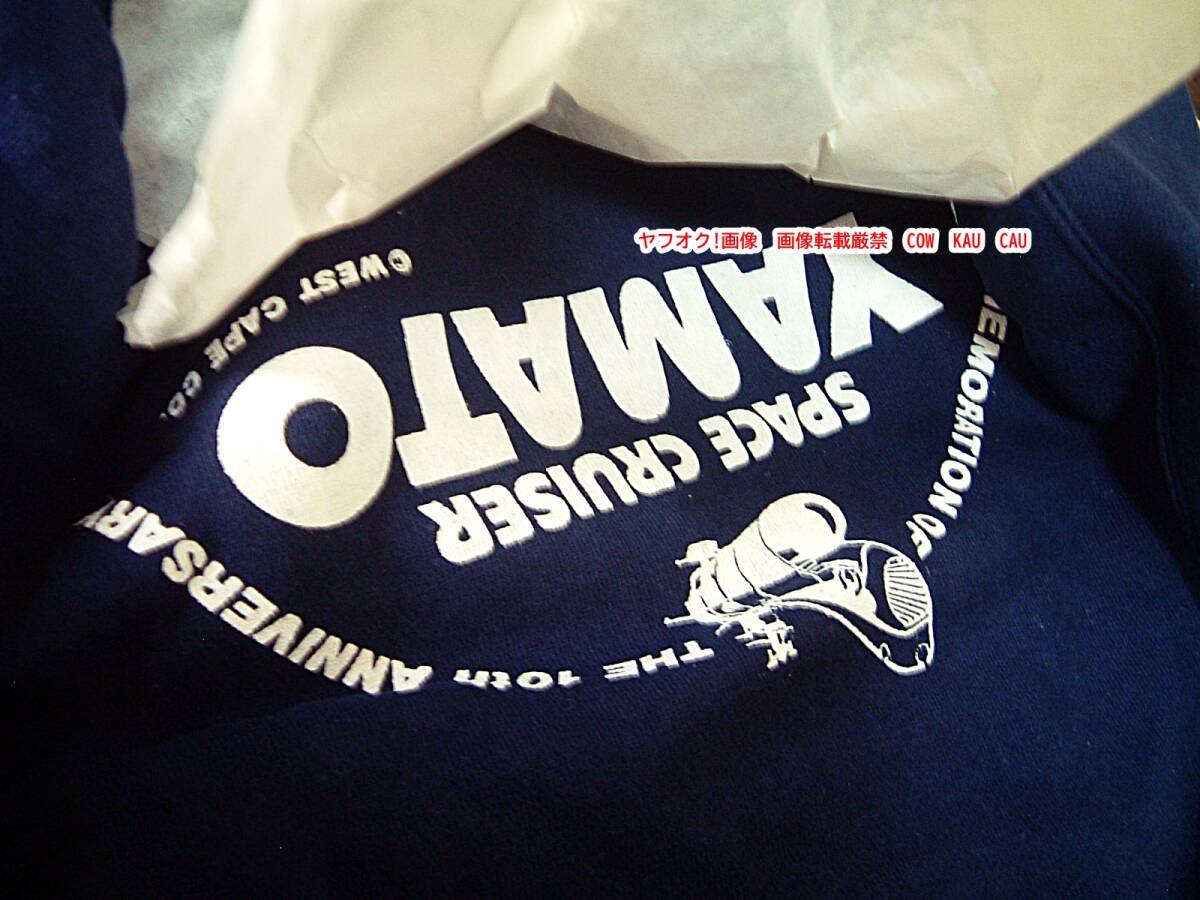 ヤフオク!画像 画像転載厳禁 COW KAU CAU
EMORATION OF
THE 10th ANNIVERSARY
SPACE CRUISER
YAMATO
© WEST CAPE CO.